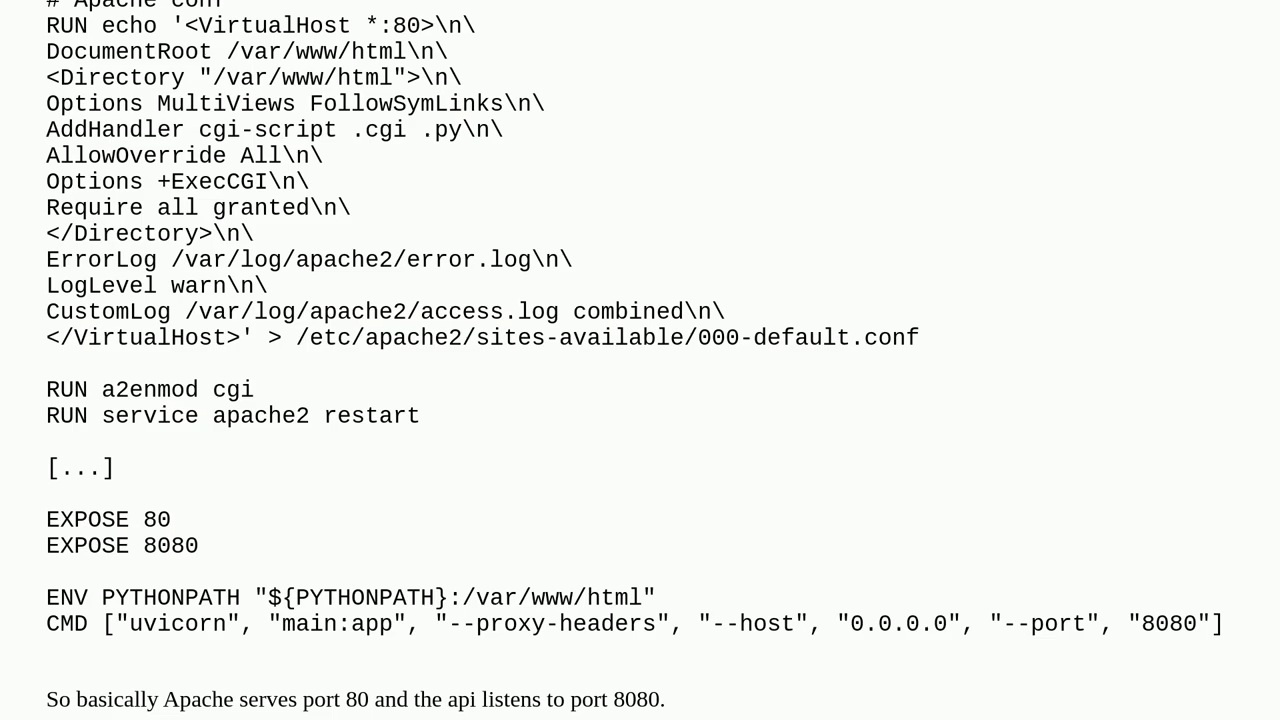 # Apache conf
RUN echo '<VirtualHost *:80>\n\
DocumentRoot /var/www/html\n\
<Directory "/var/www/html">\n\
Options MultiViews FollowSymLinks\n\
AddHandler cgi-script .cgi .py\n\
AllowOverride All\n\
Options +ExecCGI\n\
Require all granted\n\
</Directory>\n\
ErrorLog /var/log/apache2/error.log\n\
LogLevel warn\n\
CustomLog /var/log/apache2/access.log combined\n\
</VirtualHost>' > /etc/apache2/sites-available/000-default.conf
RUN a2enmod cgi
RUN service apache2 restart
[...]
EXPOSE 80
EXPOSE 8080
ENV PYTHONPATH "${PYTHONPATH}:/var/www/html"
CMD ["uvicorn", "main:app", "--proxy-headers", "--host", "0.0.0.0", "--port", "8080"]
So basically Apache serves port 80 and the api listens to port 8080.